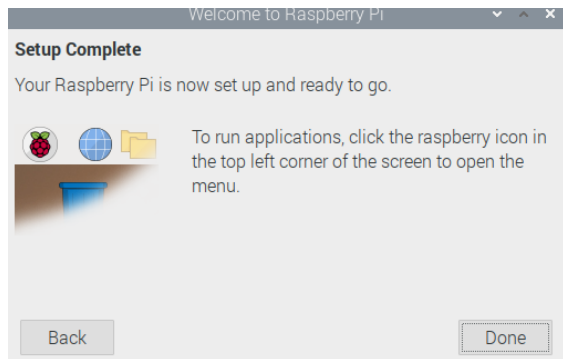 Welcome to Raspberry Pi
Setup Complete
Your Raspberry Pi is now set up and ready to go.
To run applications, click the raspberry icon in
the top left corner of the screen to open the
menu.
Back
Done